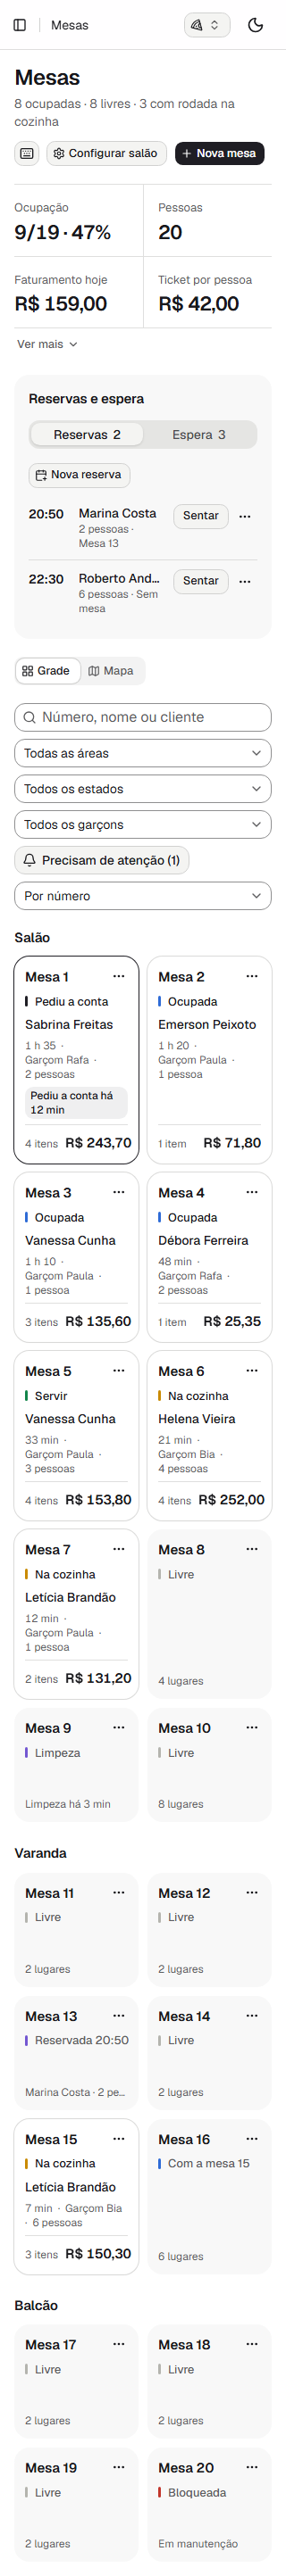 Mesas
Mesas
8 ocupadas · 8 livres · 3 com rodada na
cozinha
Configurar salão
Nova mesa
Ocupação
9/19 · 47%
Pessoas
20
Faturamento hoje
R$ 159,00
Ticket por pessoa
R$ 42,00
Ver mais
Reservas e espera
Reservas 2
Espera 3
Nova reserva
20:50
Marina Costa
2 pessoas ·
Mesa 13
Sentar
22:30
Roberto And...
6 pessoas · Sem
mesa
Sentar
Grade
Mapa
Número, nome ou cliente
Todas as áreas
Todos os estados
Todos os garçons
Precisam de atenção (1)
Por número
Salão
Mesa 1
Pediu a conta
Sabrina Freitas
1 h 35 ·
Garçom Rafa ·
2 pessoas
Pediu a conta há
12 min
4 itens R$ 243,70
Mesa 2
Ocupada
Emerson Peixoto
1 h 20 ·
Garçom Paula ·
1 pessoa
1 item R$ 71,80
Mesa 3
Ocupada
Vanessa Cunha
1 h 10 ·
Garçom Paula ·
1 pessoa
3 itens R$ 135,60
Mesa 4
Ocupada
Débora Ferreira
48 min ·
Garçom Rafa ·
2 pessoas
1 item R$ 25,35
Mesa 5
Servir
Vanessa Cunha
33 min ·
Garçom Paula ·
3 pessoas
4 itens R$ 153,80
Mesa 6
Na cozinha
Helena Vieira
21 min ·
Garçom Bia ·
4 pessoas
4 itens R$ 252,00
Mesa 7
Na cozinha
Letícia Brandão
12 min ·
Garçom Paula ·
1 pessoa
2 itens R$ 131,20
Mesa 8
Livre
4 lugares
Mesa 9
Limpeza
Limpeza há 3 min
Mesa 10
Livre
8 lugares
Varanda
Mesa 11
Livre
2 lugares
Mesa 12
Livre
2 lugares
Mesa 13
Reservada 20:50
Marina Costa · 2 pe...
Mesa 14
Livre
2 lugares
Mesa 15
Na cozinha
Letícia Brandão
7 min · Garçom Bia
· 6 pessoas
3 itens R$ 150,30
Mesa 16
Com a mesa 15
6 lugares
Balcão
Mesa 17
Livre
2 lugares
Mesa 18
Livre
2 lugares
Mesa 19
Livre
2 lugares
Mesa 20
Bloqueada
Em manutenção